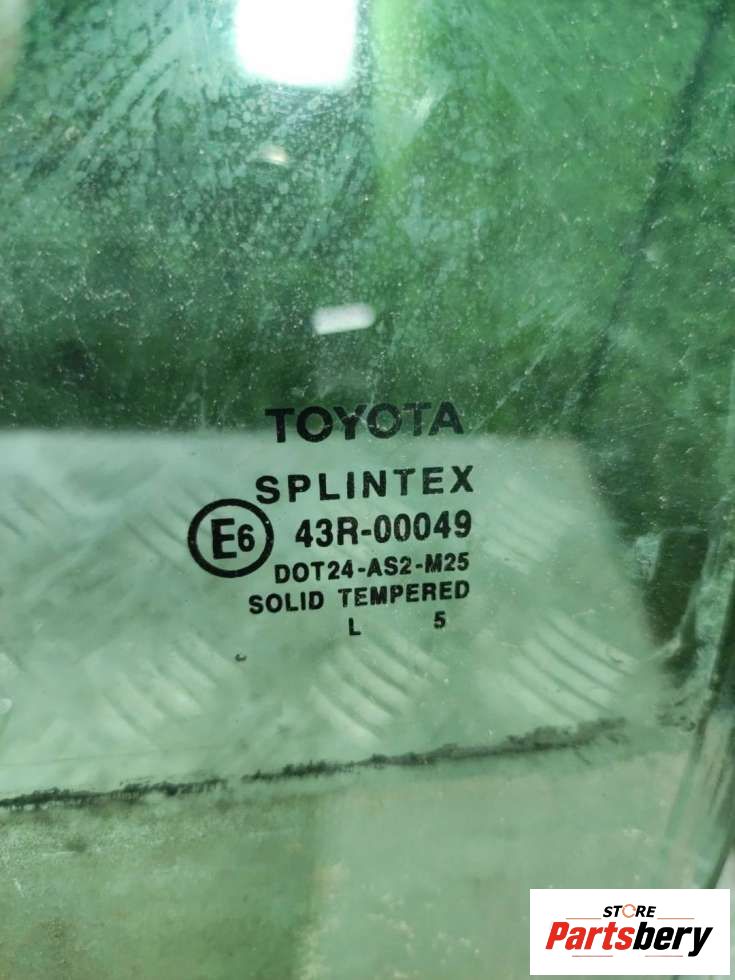 TOYOTA
SPLINTEX
E6 43R-00049
DOT24-AS2-M25
SOLID TEMPERED
L 5
STORE
Partsbery